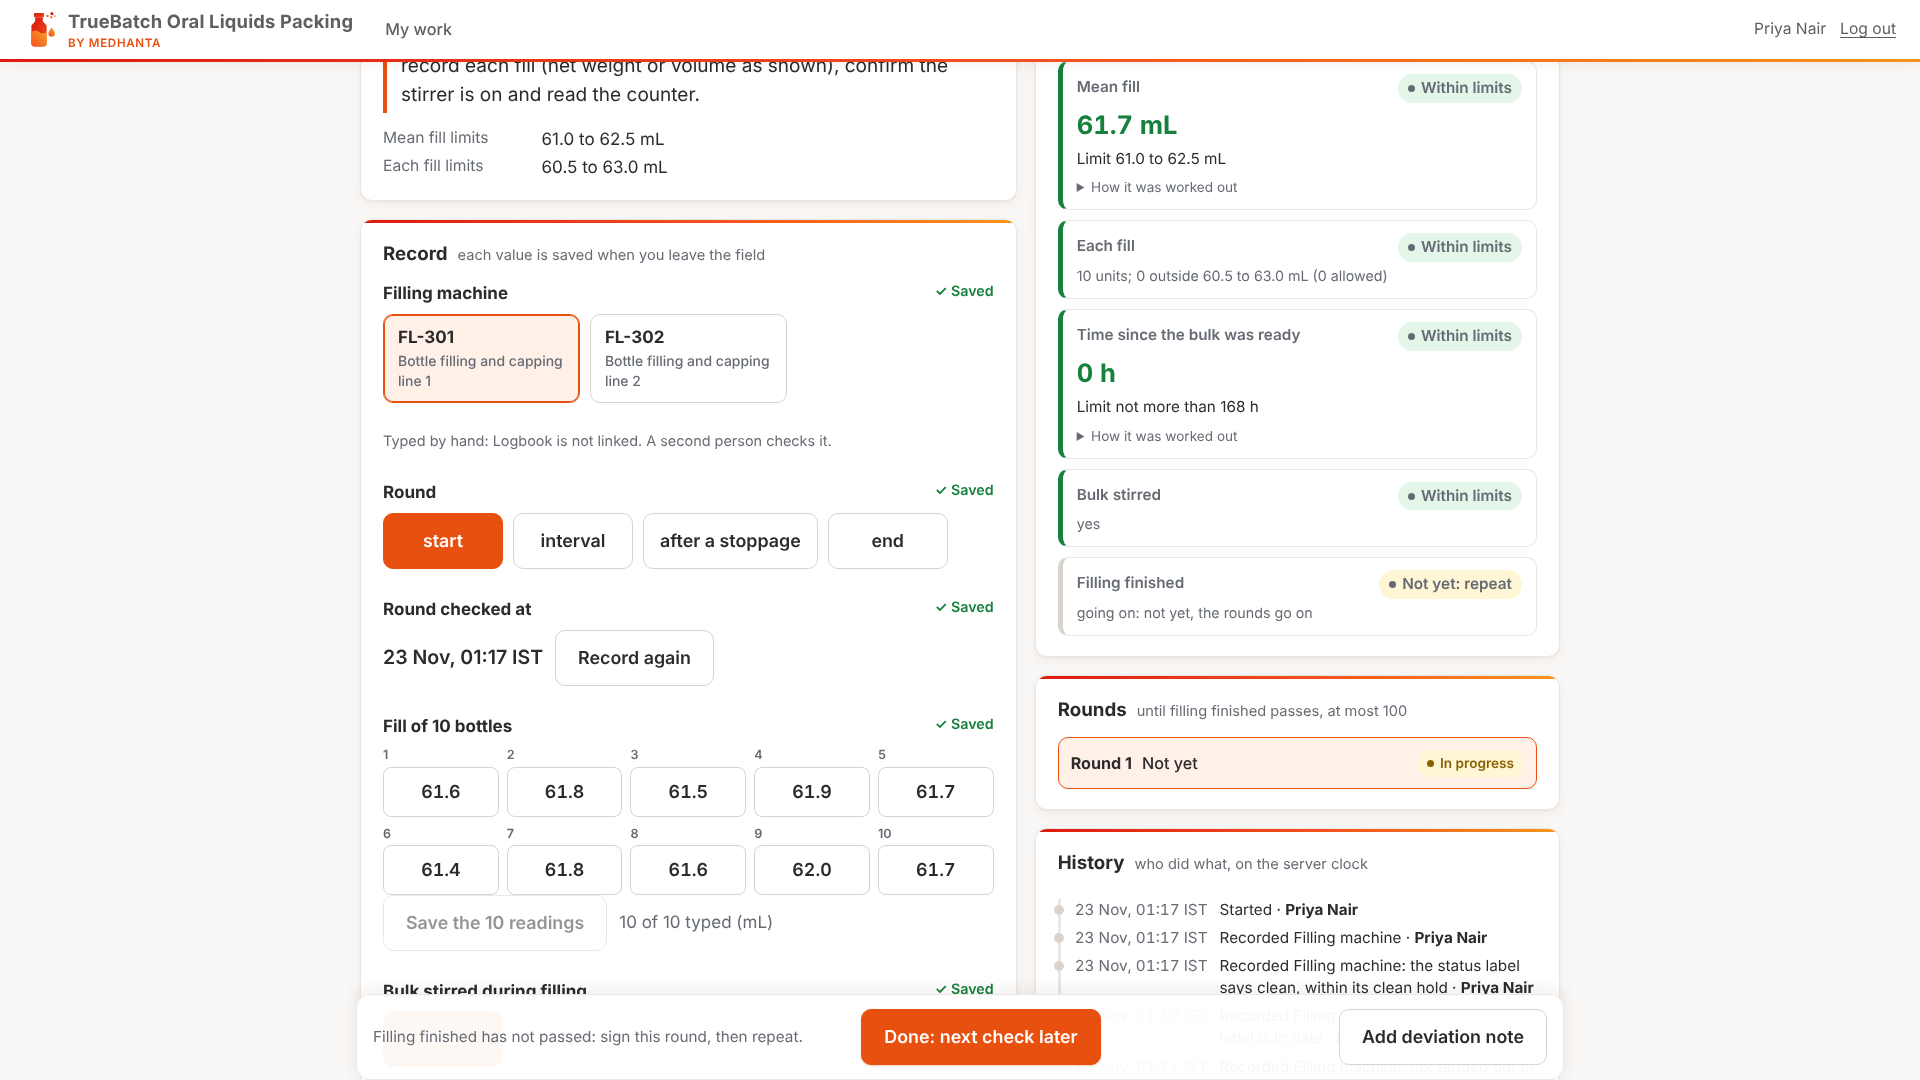 TrueBatch Oral Liquids Packing
BY MEDHANTA
My work
Priya Nair
Log out
record each fill (net weight or volume as shown), confirm the
stirrer is on and read the counter.
Mean fill limits 61.0 to 62.5 mL
Each fill limits 60.5 to 63.0 mL
Record each value is saved when you leave the field
Filling machine
✓ Saved
FL-301
Bottle filling and capping
line 1
FL-302
Bottle filling and capping
line 2
Typed by hand: Logbook is not linked. A second person checks it.
Round
✓ Saved
start
interval
after a stoppage
end
Round checked at
✓ Saved
23 Nov, 01:17 IST
Record again
Fill of 10 bottles
✓ Saved
1 2 3 4 5
61.6 61.8 61.5 61.9 61.7
6 7 8 9 10
61.4 61.8 61.6 62.0 61.7
Save the 10 readings
10 of 10 typed (mL)
Bulk stirred during filling
✓ Saved
Mean fill
Within limits
61.7 mL
Limit 61.0 to 62.5 mL
How it was worked out
Each fill
Within limits
10 units; 0 outside 60.5 to 63.0 mL (0 allowed)
Time since the bulk was ready
Within limits
0 h
Limit not more than 168 h
How it was worked out
Bulk stirred
Within limits
yes
Filling finished
Not yet: repeat
going on: not yet, the rounds go on
Rounds until filling finished passes, at most 100
Round 1 Not yet
In progress
History who did what, on the server clock
23 Nov, 01:17 IST Started · Priya Nair
23 Nov, 01:17 IST Recorded Filling machine · Priya Nair
23 Nov, 01:17 IST Recorded Filling machine: the status label
says clean, within its clean hold · Priya Nair
Filling finished has not passed: sign this round, then repeat.
Done: next check later
Add deviation note